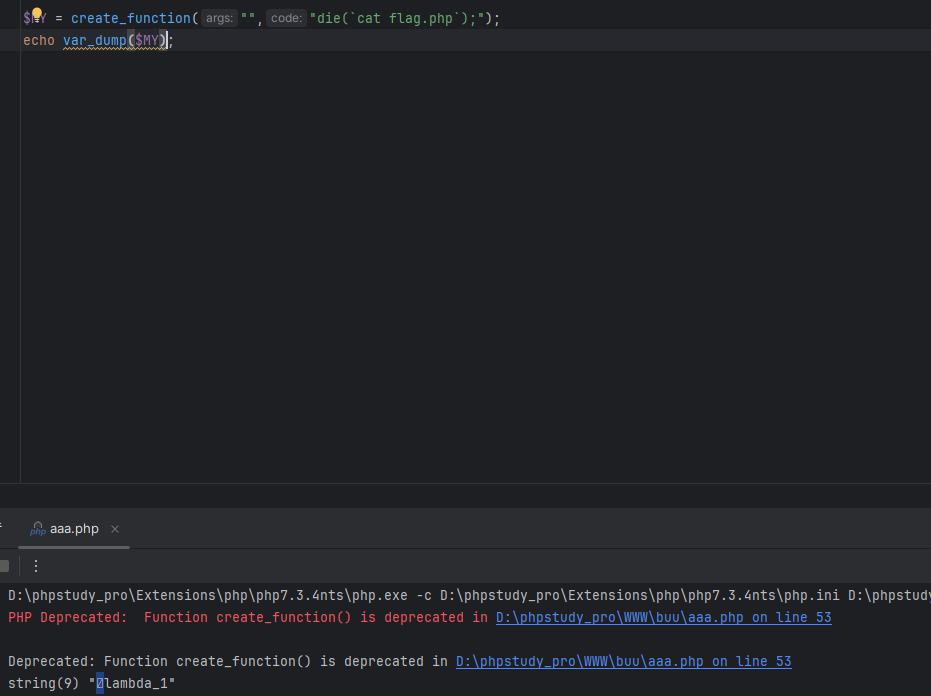 $MY = create_function( args: "", code: "die(`cat flag.php`);");
echo var_dump($MY);
php aaa.php ×
D:\phpstudy_pro\Extensions\php\php7.3.4nts\php.exe -c D:\phpstudy_pro\Extensions\php\php7.3.4nts\php.ini D:\phpstudy
PHP Deprecated:  Function create_function() is deprecated in D:\phpstudy_pro\WWW\buu\aaa.php on line 53
Deprecated: Function create_function() is deprecated in D:\phpstudy_pro\WWW\buu\aaa.php on line 53
string(9) "lambda_1"